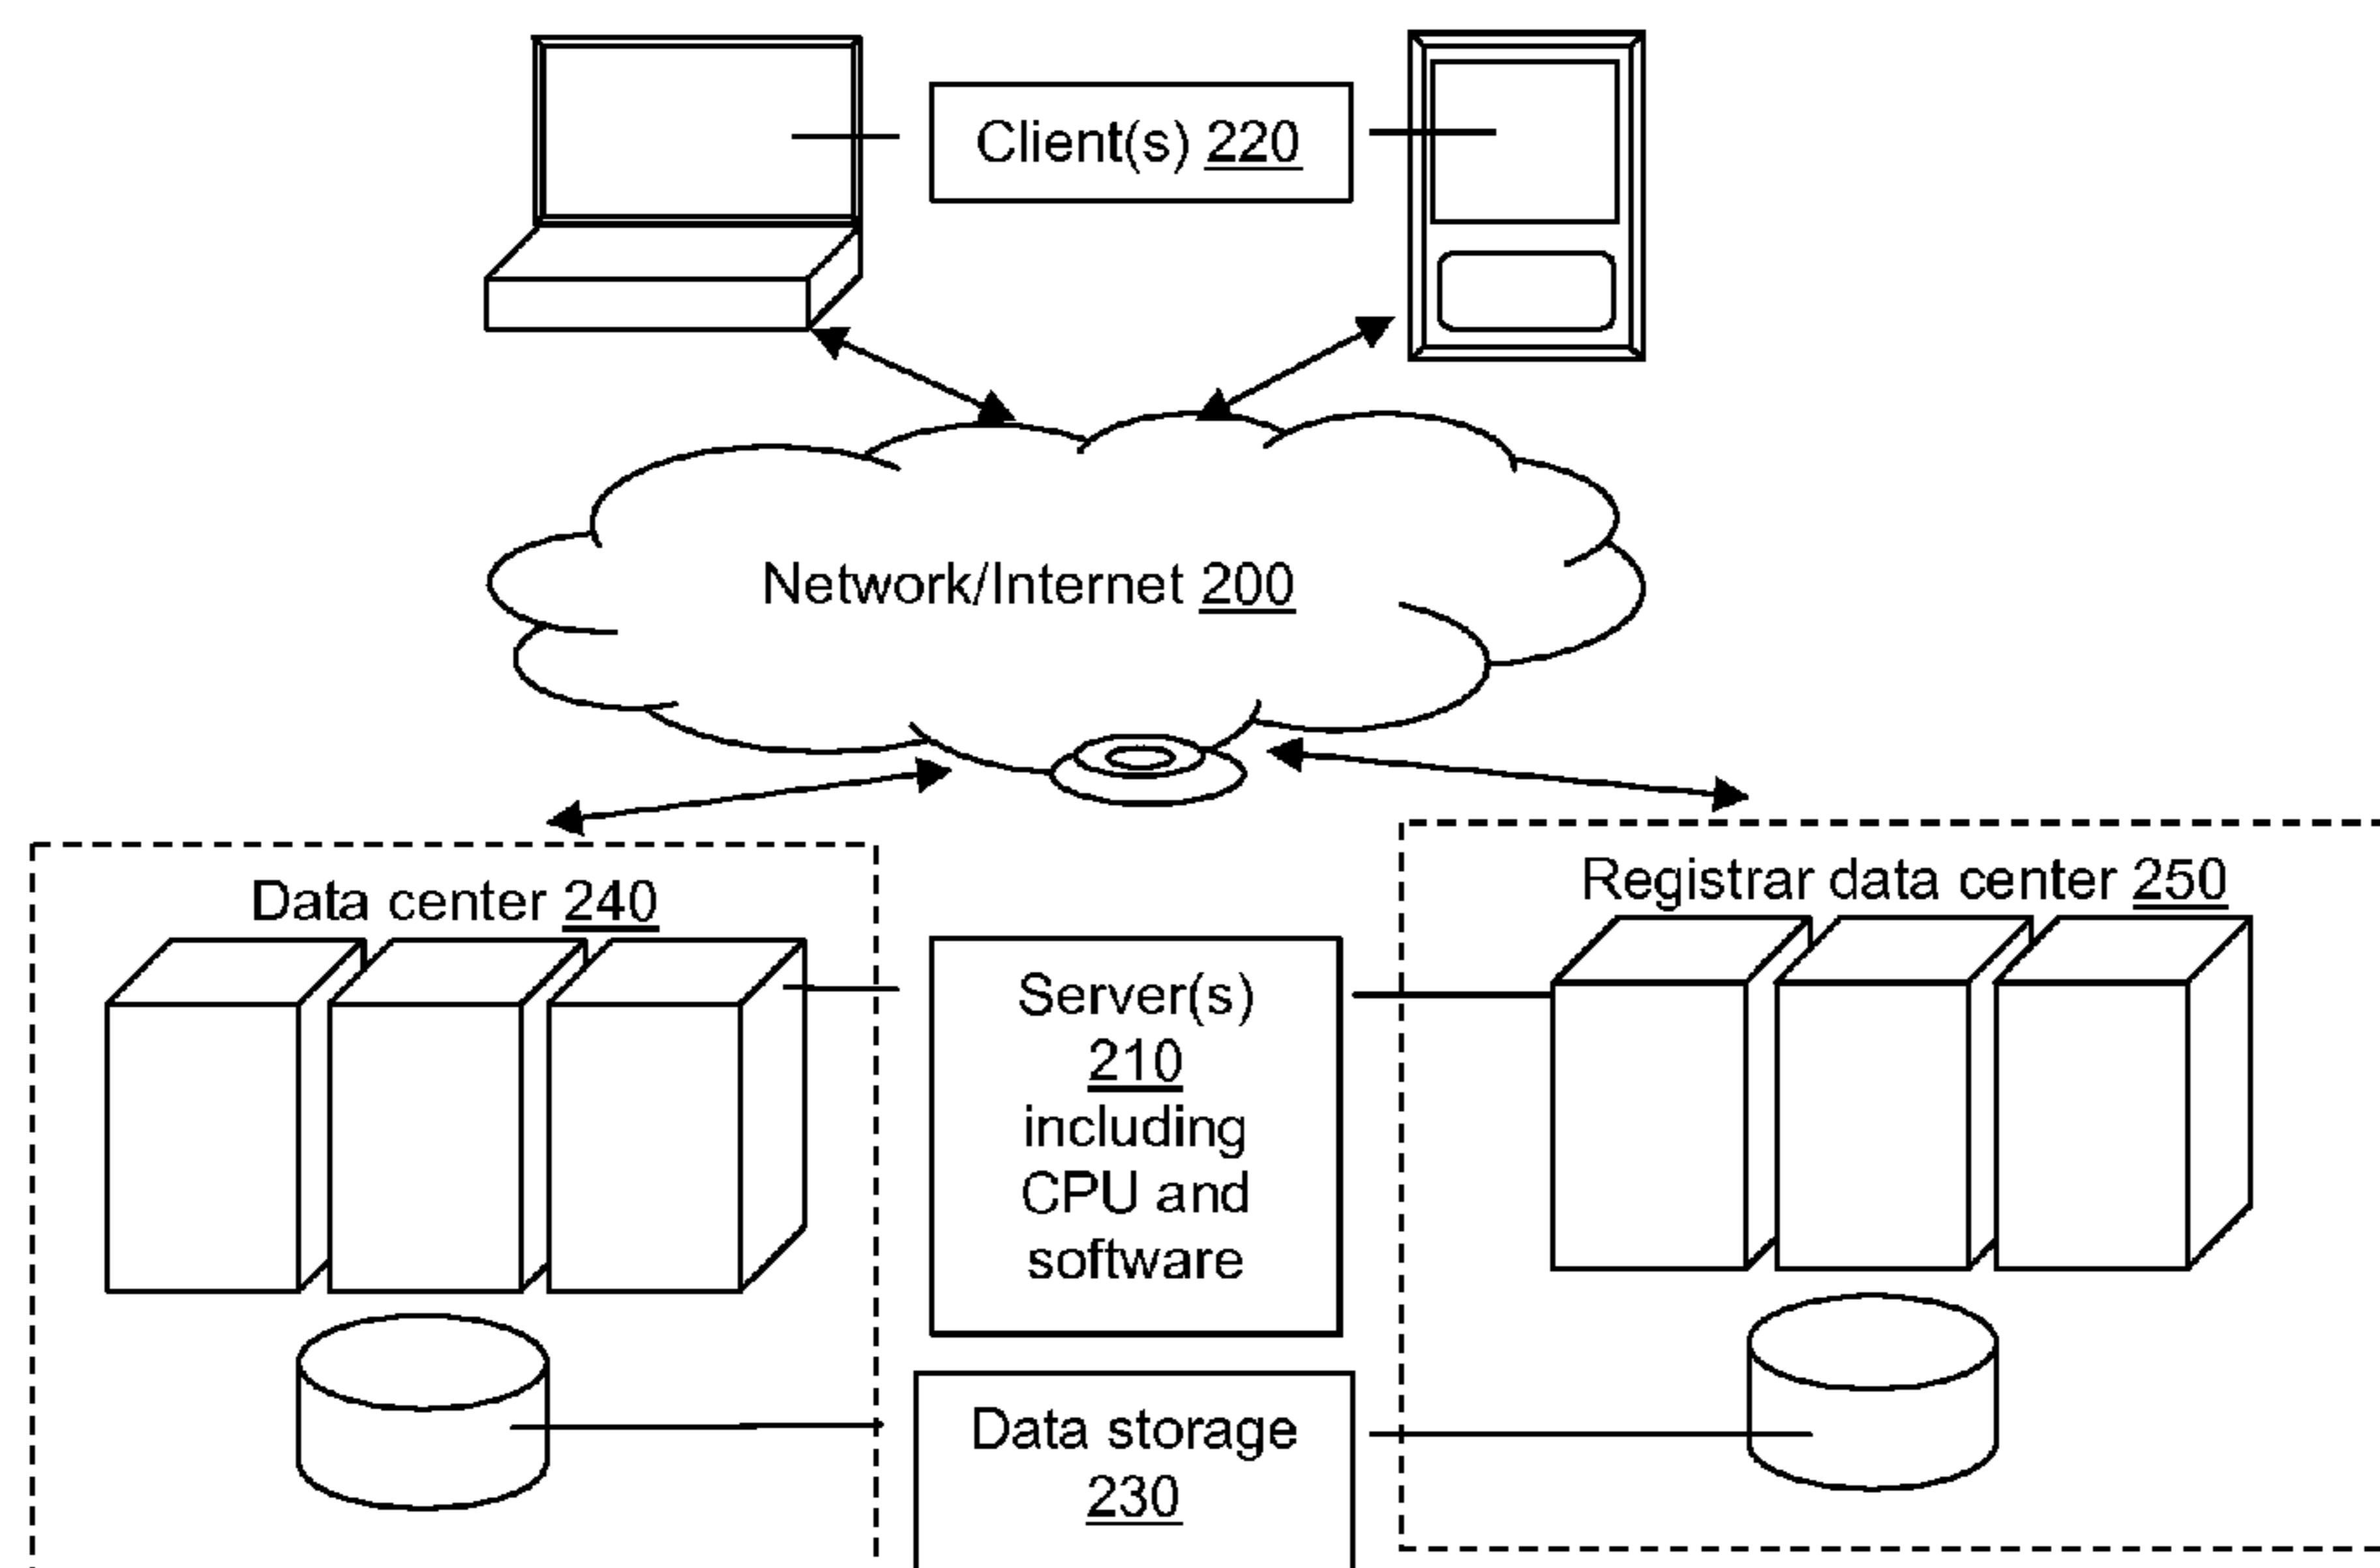 Client(s) 220
Network/Internet 200
Data center 240
Registrar data center 250
Server(s)
210
including
CPU and
software
Data storage
230